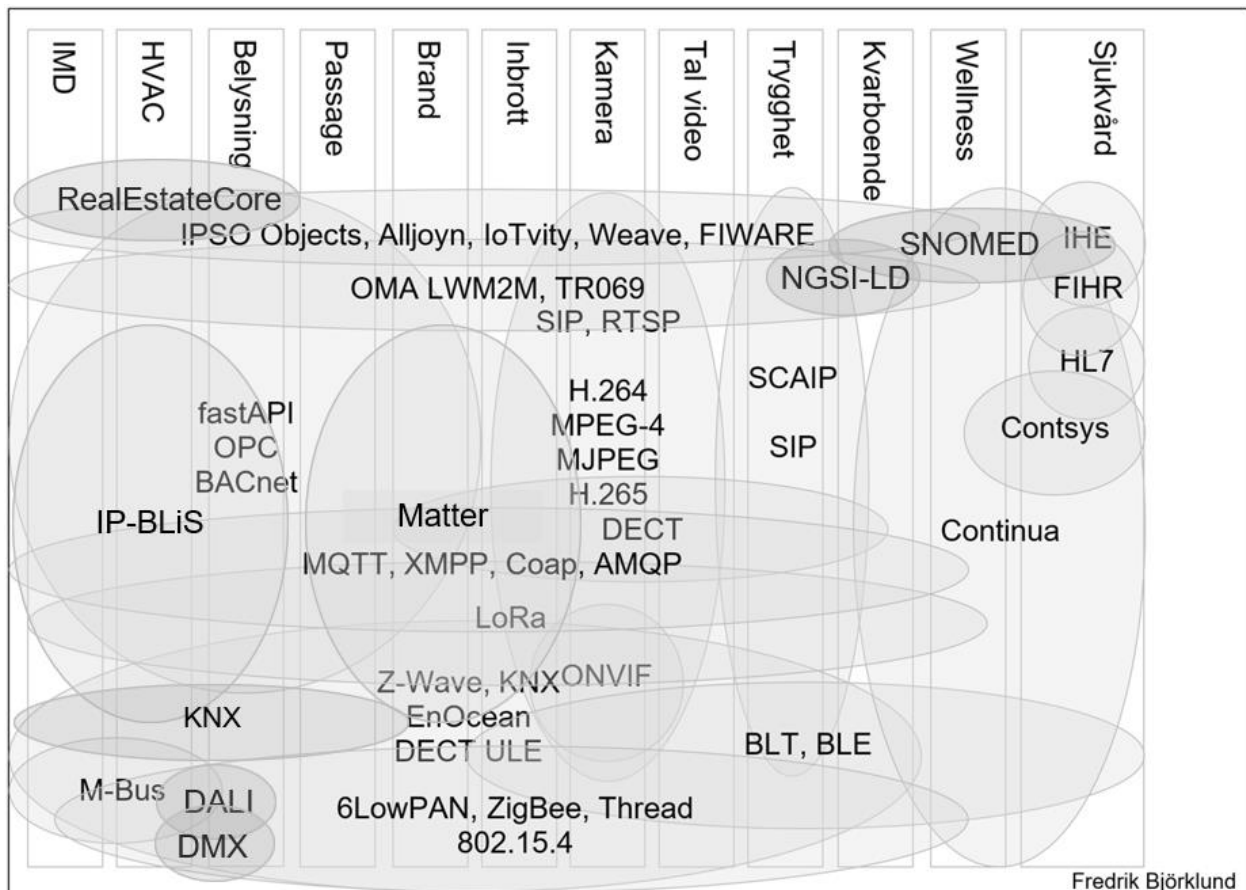 IMD
HVAC
Belysning
Passage
Brand
Inbrott
Kamera
Tal video
Trygghet
Kvarboende
Wellness
Sjukvård
RealEstateCore
IPSO Objects, Alljoyn, IoTvity, Weave, FIWARE
SNOMED
IHE
NGSI-LD
FIHR
OMA LWM2M, TR069
SIP, RTSP
HL7
SCAIP
H.264
fastAPI
MPEG-4
Contsys
OPC
SIP
MJPEG
BACnet
H.265
IP-BLiS
Matter
DECT
Continua
MQTT, XMPP, Coap, AMQP
LoRa
Z-Wave, KNX
ONVIF
KNX
EnOcean
DECT ULE
BLT, BLE
M-Bus
DALI
6LowPAN, ZigBee, Thread
DMX
802.15.4
Fredrik Björklund